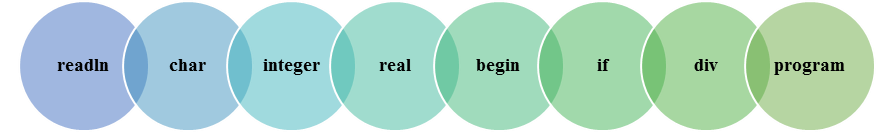 readln char integer real begin if div program